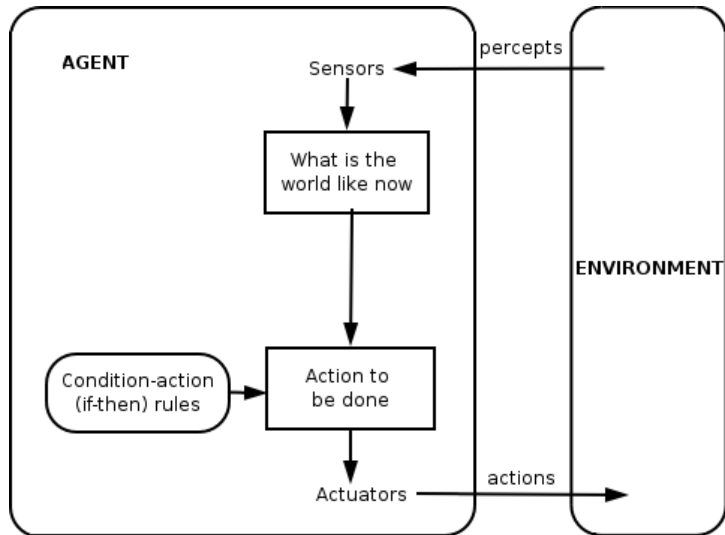 AGENT
percepts
Sensors
What is the
world like now
ENVIRONMENT
Condition-action
(if-then) rules
Action to
be done
Actuators
actions